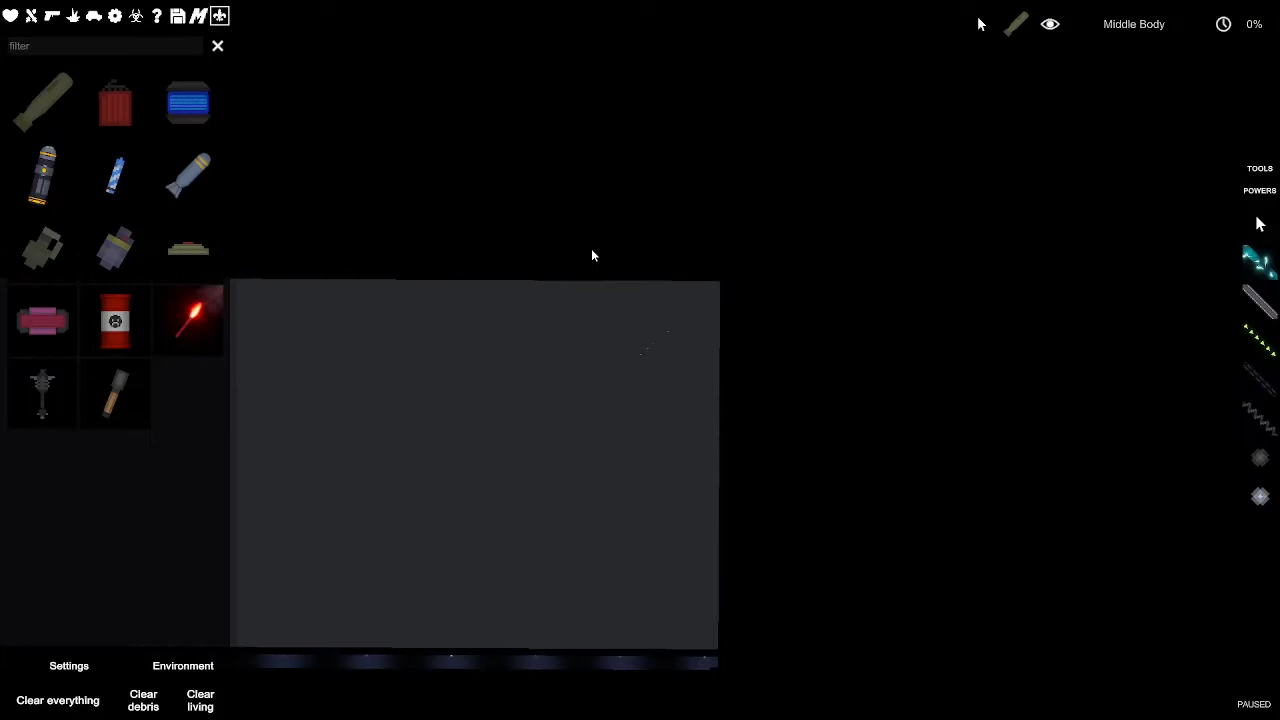 filter
Middle Body
0%
TOOLS
POWERS
Settings
Environment
Clear everything
Clear debris
Clear living
PAUSED